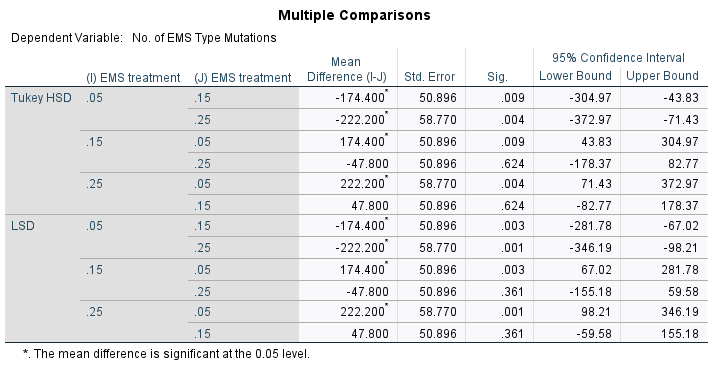 Multiple Comparisons
Dependent Variable: No. of EMS Type Mutations
(I) EMS treatment (J) EMS treatment Mean Difference (I-J) Std. Error Sig. 95% Confidence Interval Lower Bound Upper Bound
Tukey HSD .05 .15 -174.400* 50.896 .009 -304.97 -43.83
.25 -222.200* 58.770 .004 -372.97 -71.43
.15 .05 174.400* 50.896 .009 43.83 304.97
.25 -47.800 50.896 .624 -178.37 82.77
.25 .05 222.200* 58.770 .004 71.43 372.97
.15 47.800 50.896 .624 -82.77 178.37
LSD .05 .15 -174.400* 50.896 .003 -281.78 -67.02
.25 -222.200* 58.770 .001 -346.19 -98.21
.15 .05 174.400* 50.896 .003 67.02 281.78
.25 -47.800 50.896 .361 -155.18 59.58
.25 .05 222.200* 58.770 .001 98.21 346.19
.15 47.800 50.896 .361 -59.58 155.18
*. The mean difference is significant at the 0.05 level.